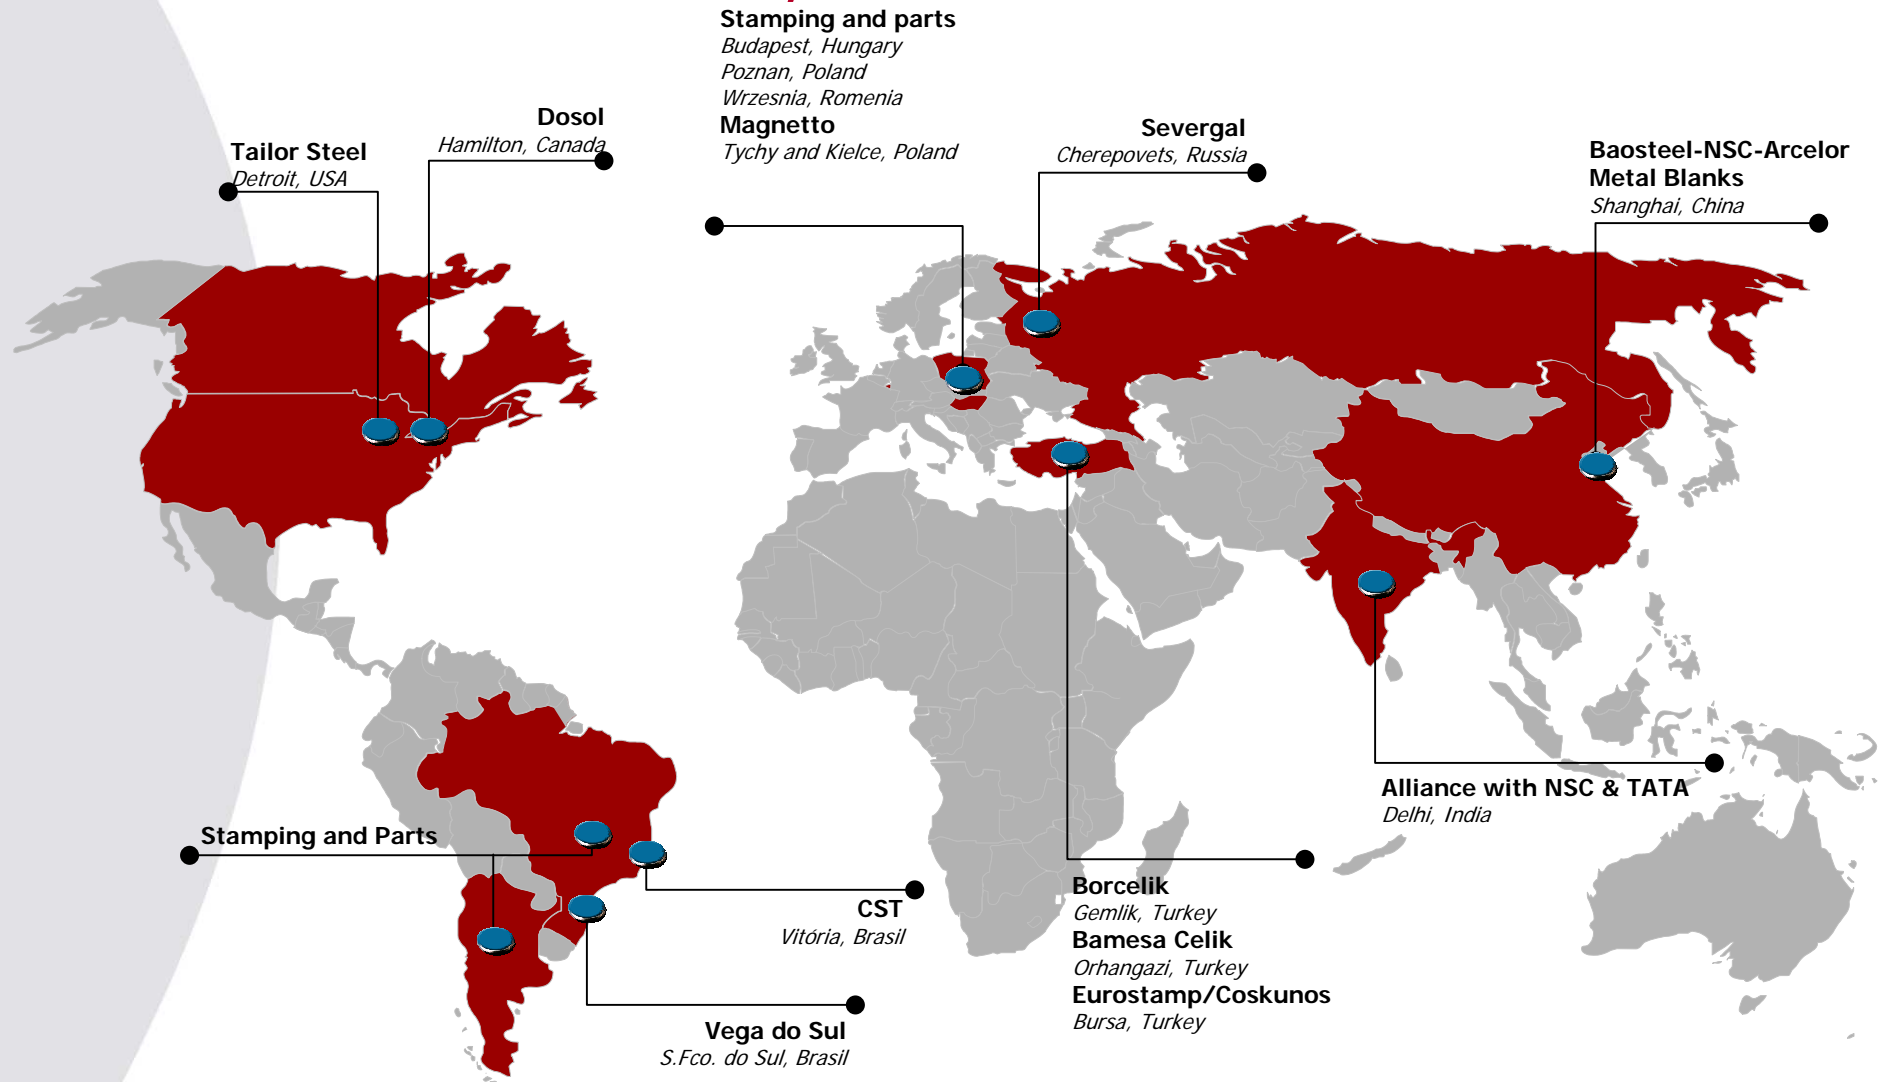 Stamping and parts
Budapest, Hungary
Poznan, Poland
Wrzesnia, Romenia
Magnetto
Tychy and Kielce, Poland
Dosol
Hamilton, Canada
Tailor Steel
Detroit, USA
Severgal
Cherepovets, Russia
Baosteel-NSC-Arcelor
Metal Blanks
Shanghai, China
Alliance with NSC & TATA
Delhi, India
Stamping and Parts
CST
Vitória, Brasil
Borcelik
Gemlik, Turkey
Bamesa Celik
Orhangazi, Turkey
Eurostamp/Coskunos
Bursa, Turkey
Vega do Sul
S.Fco. do Sul, Brasil